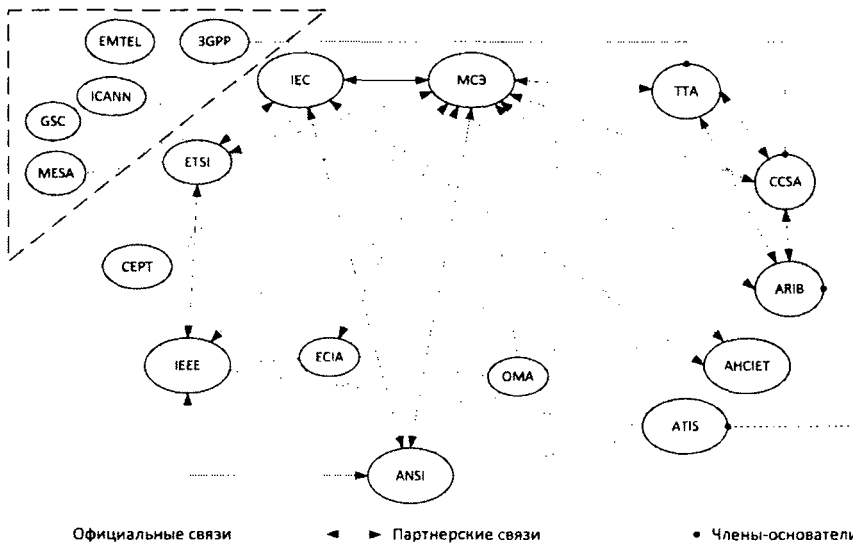 EMTEL
3GPP
IEC
МСЭ
ICANN
TTA
GSC
ETSI
MESA
CCSA
CEPT
ARIB
IEEE
ECIA
OMA
AHCIET
ATIS
ANSI
Официальные связи
Партнерские связи
Члены-основатели